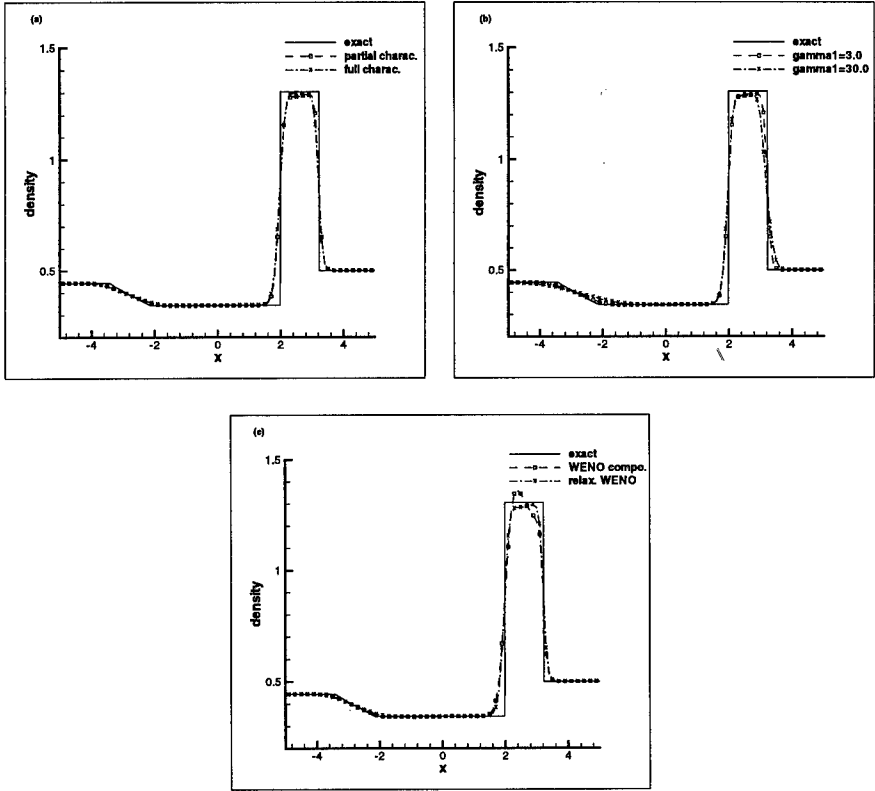 (a)
exact
partial charac.
full charac.
1.5
1
0.5
density
-4
-2
0
2
4
X
(b)
exact
gamma1=3.0
gamma1=30.0
1.5
1
0.5
density
-4
-2
0
2
4
X
(c)
exact
WENO compo.
relax. WENO
1.5
1
0.5
density
-4
-2
0
2
4
X